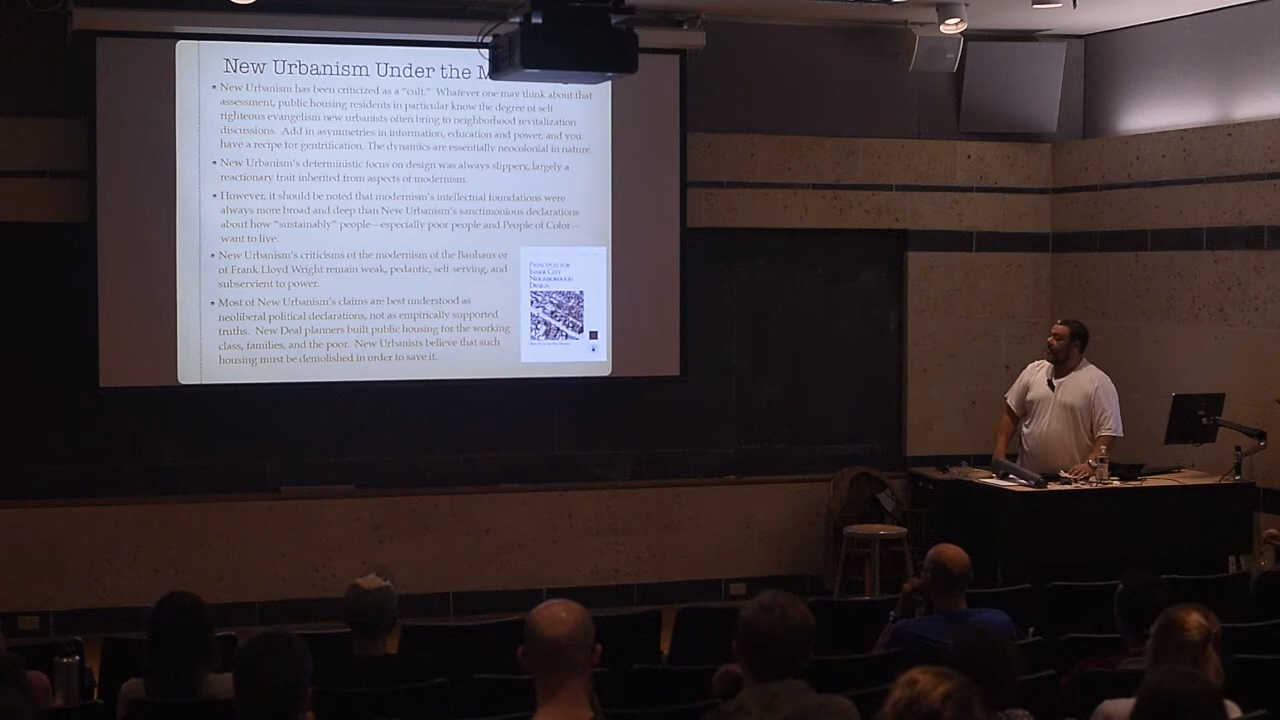 New Urbanism Under the
• New Urbanism has been criticized as a “cult.” Whatever one may think about that
assessment, public housing residents in particular know the degree of self
righteous evangelism new urbanists often bring to neighborhood revitalization
discussions. Add in asymmetries in information, education and power, and you
have a recipe for gentrification. The dynamics are essentially neocolonial in nature.
• New Urbanism’s deterministic focus on design was always slippery, largely a
reactionary trait inherited from aspects of modernism.
• However, it should be noted that modernism’s intellectual foundations were
always more broad and deep than New Urbanism’s sanctimonious declarations
about how “sustainably” people—especially poor people and People of Color—
want to live.
• New Urbanism’s criticisms of the modernism of the Bauhaus or
of Frank Lloyd Wright remain weak, pedantic, self-serving, and
subservient to power.
• Most of New Urbanism’s claims are best understood as
neoliberal political declarations, not as empirically supported
truths. New Deal planners built public housing for the working
class, families, and the poor. New Urbanists believe that such
housing must be demolished in order to save it.
PRINCIPLES FOR
INNER CITY
NEIGHBORHOOD
DESIGN